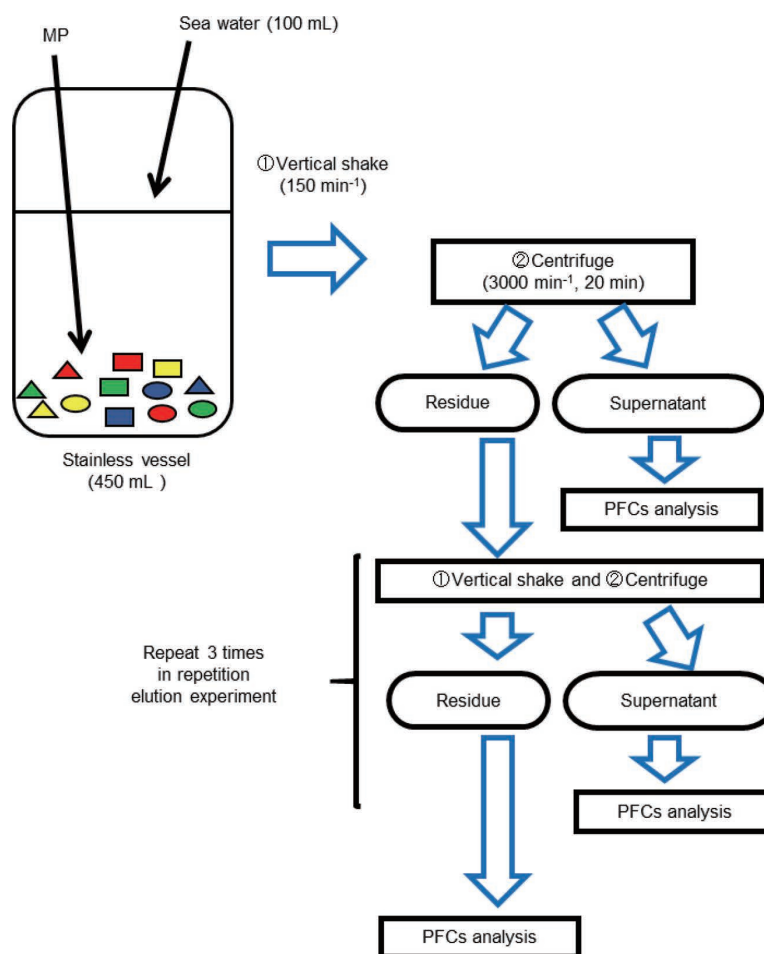 MP
Sea water (100 mL)
①Vertical shake
(150 min⁻¹)
②Centrifuge
(3000 min⁻¹, 20 min)
Residue
Supernatant
Stainless vessel
(450 mL )
PFCs analysis
①Vertical shake and ②Centrifuge
Repeat 3 times
in repetition
elution experiment
Residue
Supernatant
PFCs analysis
PFCs analysis